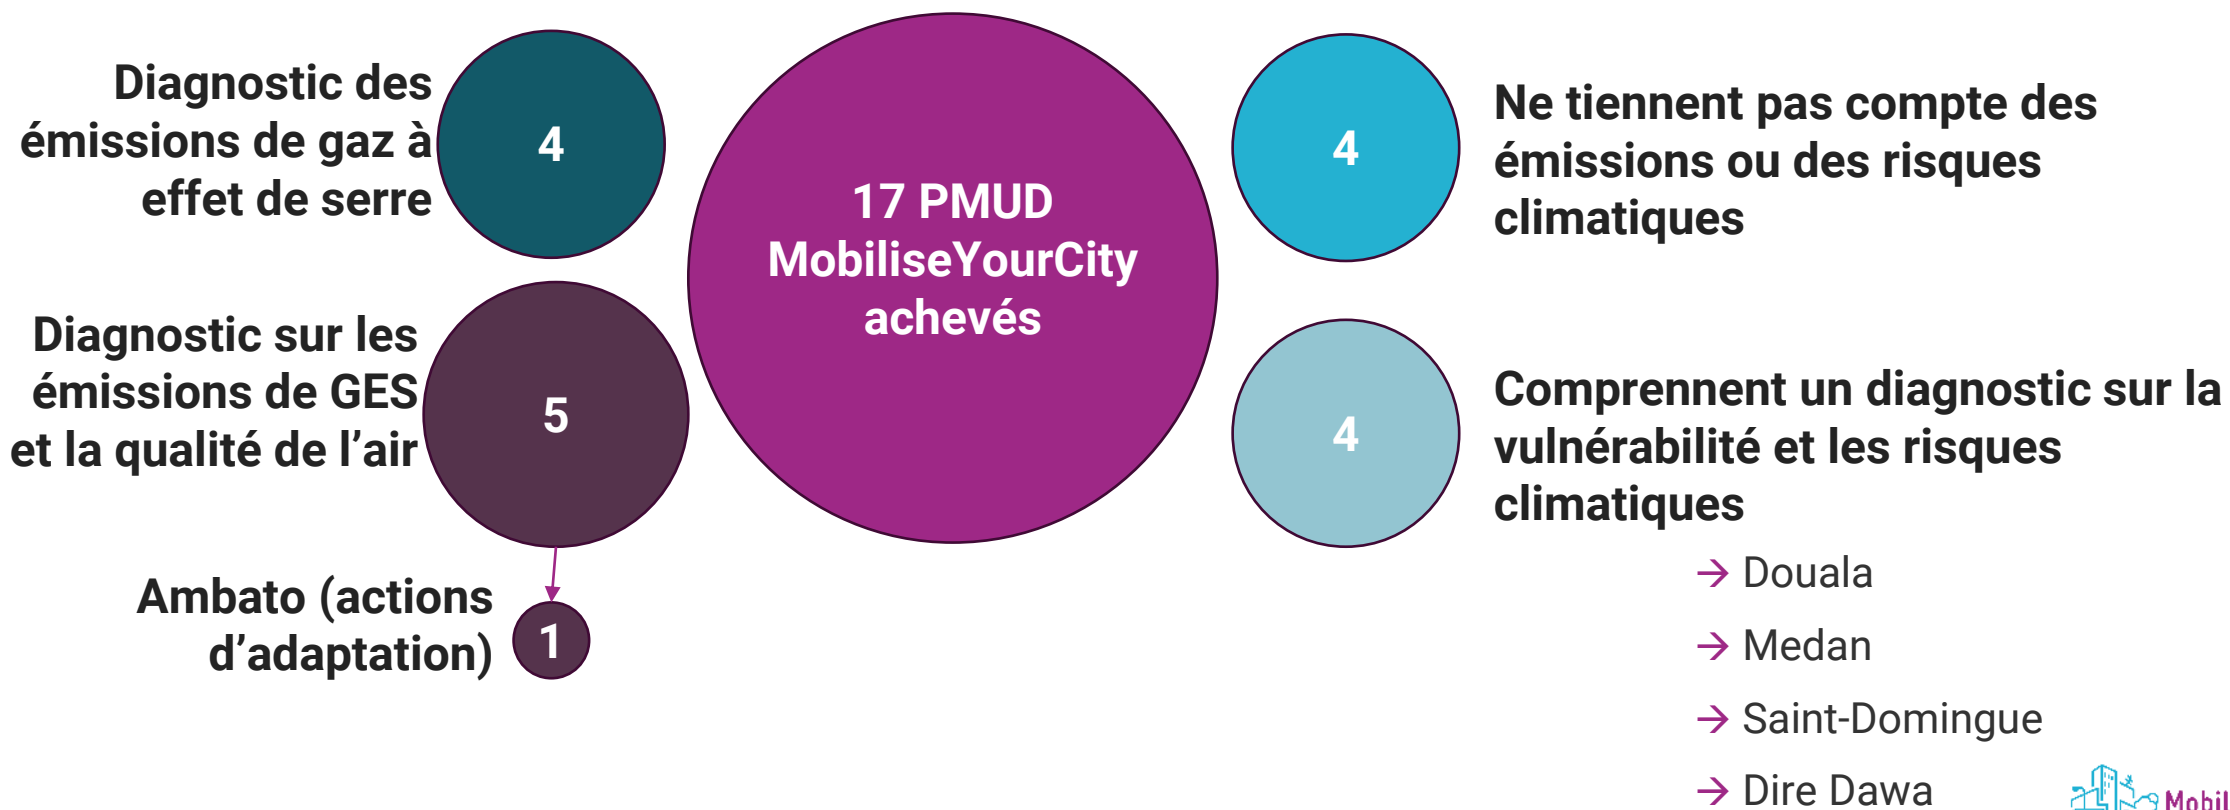 Diagnostic des
émissions de gaz à
effet de serre
4
Diagnostic sur les
émissions de GES
et la qualité de l’air
5
Ambato (actions
d’adaptation)
1
17 PMUD
MobiliseYourCity
achevés
4
Ne tiennent pas compte des
émissions ou des risques
climatiques
4
Comprennent un diagnostic sur la
vulnérabilité et les risques
climatiques
→ Douala
→ Medan
→ Saint-Domingue
→ Dire Dawa
Mobil